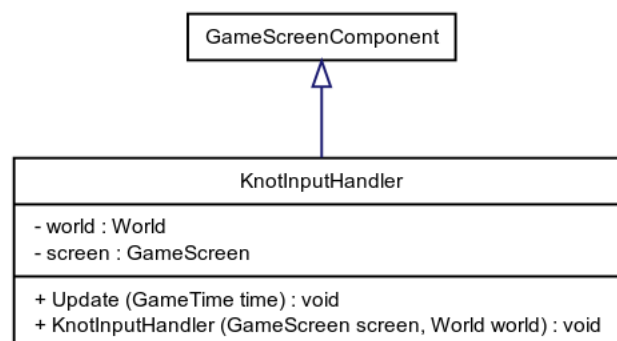 GameScreenComponent
KnotInputHandler
- world : World
- screen : GameScreen
+ Update (GameTime time) : void
+ KnotInputHandler (GameScreen screen, World world) : void